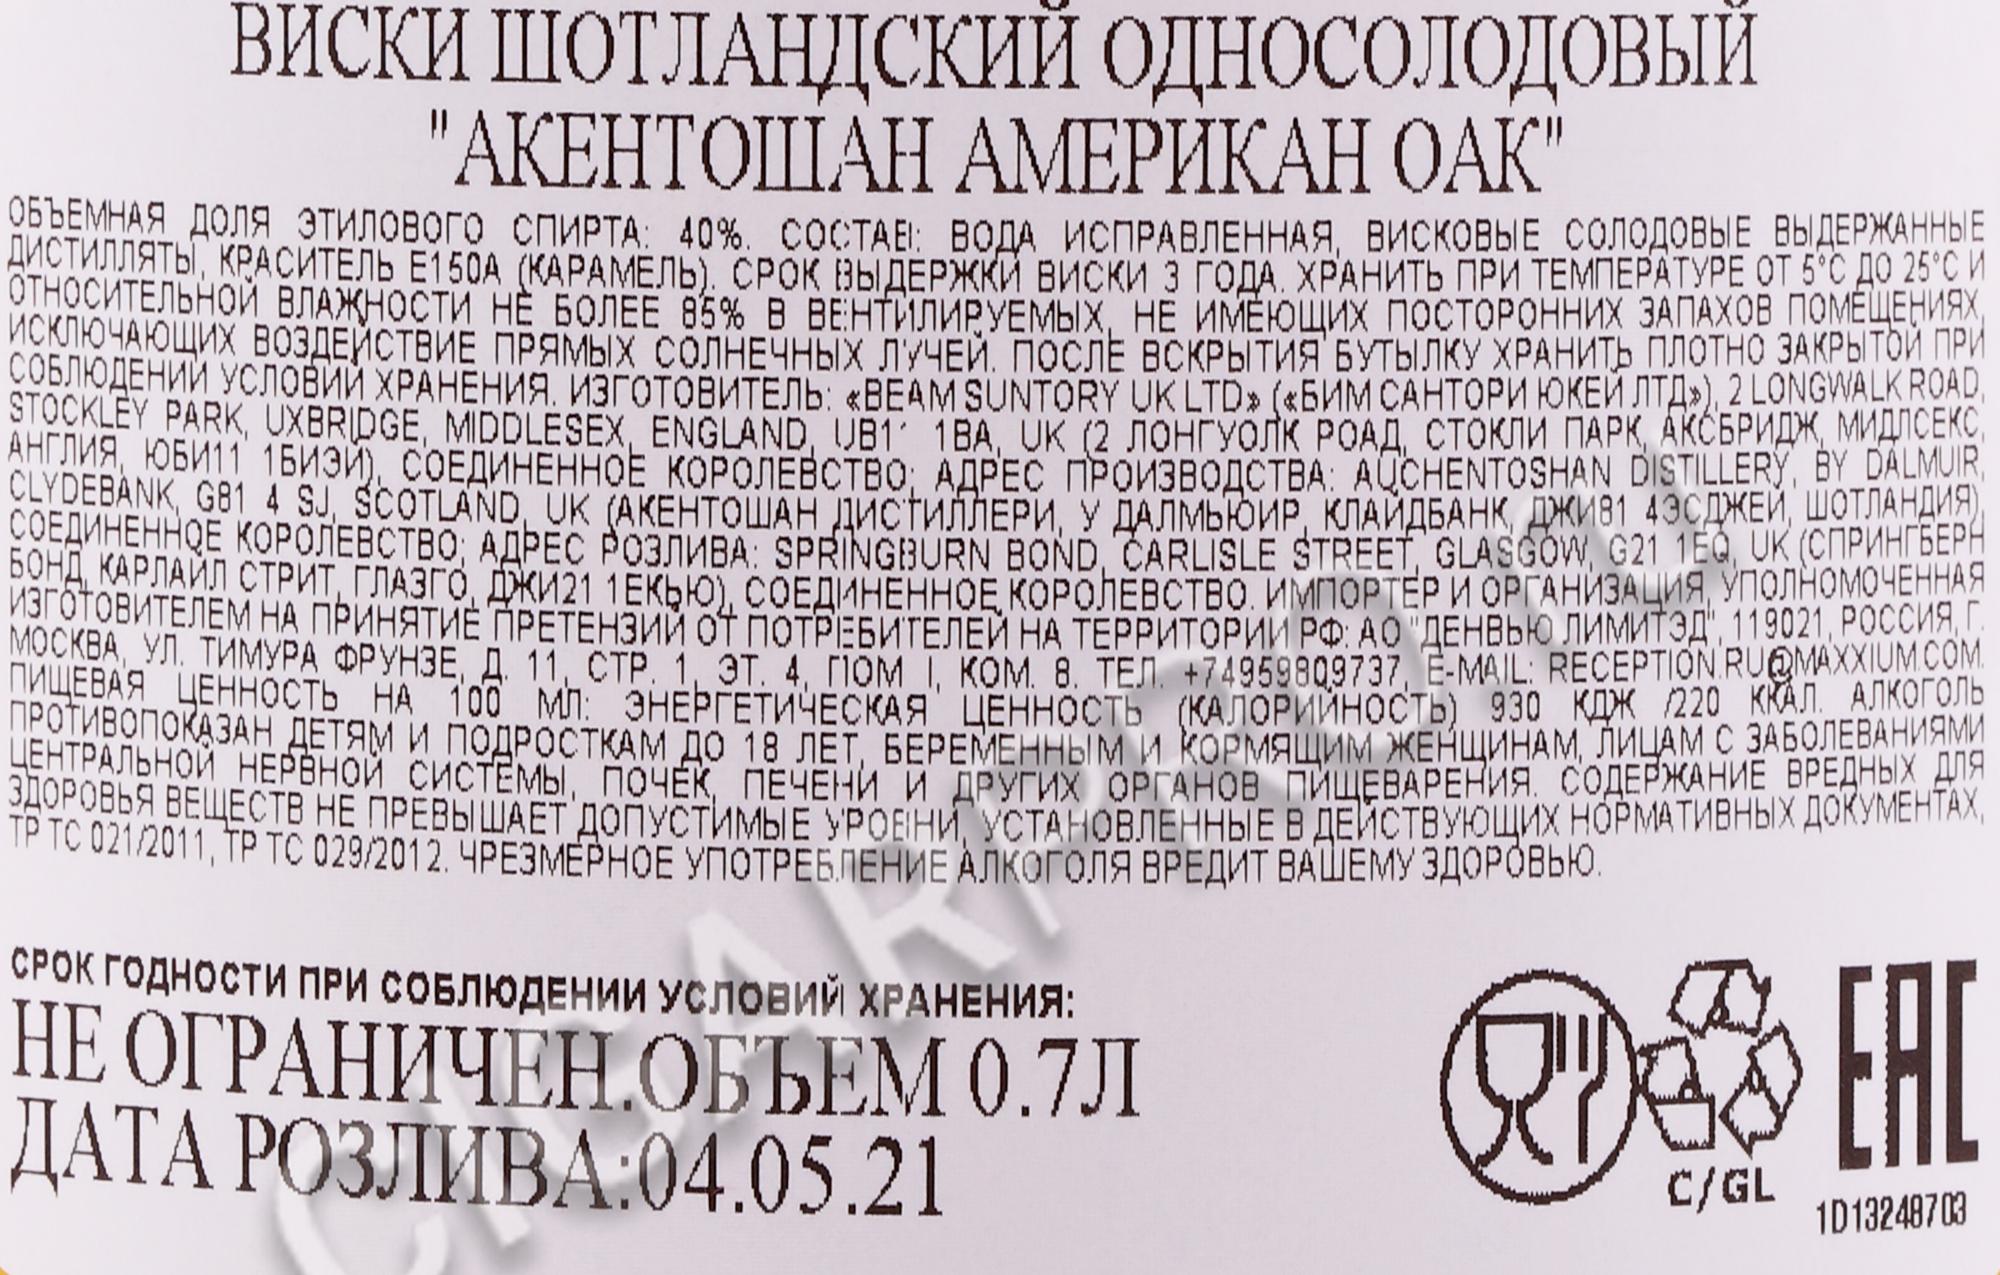 ВИСКИ ШОТЛАНДСКИЙ ОДНОСОЛОДОВЫЙ
"АКЕНТОШАН АМЕРИКАН ОАК"
ОБЪЕМНАЯ ДОЛЯ ЭТИЛОВОГО СПИРТА: 40%. СОСТАВ: ВОДА ИСПРАВЛЕННАЯ, ВИСКОВЫЕ СОЛОДОВЫЕ ВЫДЕРЖАННЫЕ
ДИСТИЛЛЯТЫ, КРАСИТЕЛЬ Е150А (КАРАМЕЛЬ). СРОК ВЫДЕРЖКИ ВИСКИ 3 ГОДА. ХРАНИТЬ ПРИ ТЕМПЕРАТУРЕ ОТ 5°С ДО 25°С И
ОТНОСИТЕЛЬНОЙ ВЛАЖНОСТИ НЕ БОЛЕЕ 85% В ВЕНТИЛИРУЕМЫХ, НЕ ИМЕЮЩИХ ПОСТОРОННИХ ЗАПАХОВ ПОМЕЩЕНИЯХ,
ИСКЛЮЧАЮЩИХ ВОЗДЕЙСТВИЕ ПРЯМЫХ СОЛНЕЧНЫХ ЛУЧЕЙ. ПОСЛЕ ВСКРЫТИЯ БУТЫЛКУ ХРАНИТЬ ПЛОТНО ЗАКРЫТОЙ ПРИ
СОБЛЮДЕНИИ УСЛОВИЙ ХРАНЕНИЯ. ИЗГОТОВИТЕЛЬ: «BEAM SUNTORY UK LTD» («БИМ САНТОРИ ЮКЕЙ ЛТД»), 2 LONGWALK ROAD,
STOCKLEY PARK, UXBRIDGE, MIDDLESEX, ENGLAND, UB11 1BA, UK (2 ЛОНГУОЛК РОАД, СТОКЛИ ПАРК, АКСБРИДЖ, МИДЛСЕКС,
АНГЛИЯ, ЮБИ11 1БИЭЙ), СОЕДИНЕННОЕ КОРОЛЕВСТВО; АДРЕС ПРОИЗВОДСТВА: AUCHENTOSHAN DISTILLERY, BY DALMUIR,
CLYDEBANK, G81 4 SJ, SCOTLAND, UK (АКЕНТОШАН ДИСТИЛЛЕРИ, У ДАЛМЬЮИР, КЛАЙДБАНК, ДЖИ81 4ЭСДЖЕЙ, ШОТЛАНДИЯ),
СОЕДИНЕННОЕ КОРОЛЕВСТВО; АДРЕС РОЗЛИВА: SPRINGBURN BOND, CARLISLE STREET, GLASGOW, G21 1EQ, UK (СПРИНГБЕРН
БОНД, КАРЛАЙЛ СТРИТ, ГЛАЗГО, ДЖИ21 1ЕКЬЮ), СОЕДИНЕННОЕ КОРОЛЕВСТВО. ИМПОРТЕР И ОРГАНИЗАЦИЯ, УПОЛНОМОЧЕННАЯ
ИЗГОТОВИТЕЛЕМ НА ПРИНЯТИЕ ПРЕТЕНЗИЙ ОТ ПОТРЕБИТЕЛЕЙ НА ТЕРРИТОРИИ РФ: АО "ДЕНВЬЮ ЛИМИТЭД", 119021, РОССИЯ, Г.
МОСКВА, УЛ. ТИМУРА ФРУНЗЕ, Д. 11, СТР. 1, ЭТ. 4, ПОМ I, КОМ. 8. ТЕЛ. +74959809737, E-MAIL: RECEPTION.RU@MAXXIUM.COM.
ПИЩЕВАЯ ЦЕННОСТЬ НА 100 МЛ: ЭНЕРГЕТИЧЕСКАЯ ЦЕННОСТЬ (КАЛОРИЙНОСТЬ) 930 КДЖ /220 ККАЛ. АЛКОГОЛЬ
ПРОТИВОПОКАЗАН ДЕТЯМ И ПОДРОСТКАМ ДО 18 ЛЕТ, БЕРЕМЕННЫМ И КОРМЯЩИМ ЖЕНЩИНАМ, ЛИЦАМ С ЗАБОЛЕВАНИЯМИ
ЦЕНТРАЛЬНОЙ НЕРВНОЙ СИСТЕМЫ, ПОЧЕК, ПЕЧЕНИ И ДРУГИХ ОРГАНОВ ПИЩЕВАРЕНИЯ. СОДЕРЖАНИЕ ВРЕДНЫХ ДЛЯ
ЗДОРОВЬЯ ВЕЩЕСТВ НЕ ПРЕВЫШАЕТ ДОПУСТИМЫЕ УРОВНИ, УСТАНОВЛЕННЫЕ В ДЕЙСТВУЮЩИХ НОРМАТИВНЫХ ДОКУМЕНТАХ,
ТР ТС 021/2011, ТР ТС 029/2012. ЧРЕЗМЕРНОЕ УПОТРЕБЛЕНИЕ АЛКОГОЛЯ ВРЕДИТ ВАШЕМУ ЗДОРОВЬЮ.
СРОК ГОДНОСТИ ПРИ СОБЛЮДЕНИИ УСЛОВИЙ ХРАНЕНИЯ:
НЕ ОГРАНИЧЕН.ОБЪЕМ 0.7Л
ДАТА РОЗЛИВА:04.05.21
C/GL
EAC
1D13248703
CIGARPRO.ru